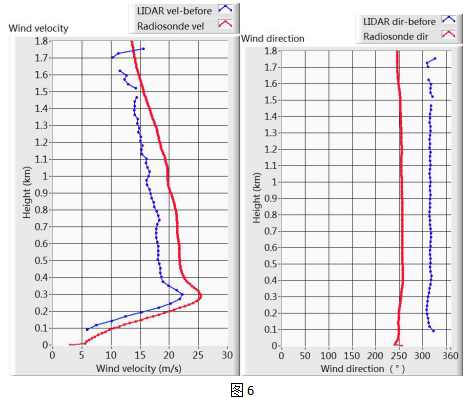 LIDAR vel-before
Radiosonde vel
Wind velocity
1.8
1.7
1.6
1.5
1.4
1.3
1.2
1.1
1
0.9
0.8
0.7
0.6
0.5
0.4
0.3
0.2
0.1
0
Height (km)
0 5 10 15 20 25 30
Wind velocity (m/s)
LIDAR dir-before
Radiosonde dir
Wind direction
1.8
1.7
1.6
1.5
1.4
1.3
1.2
1.1
1
0.9
0.8
0.7
0.6
0.5
0.4
0.3
0.2
0.1
0
Height (km)
0 50 100 150 200 250 300 360
Wind direction (°)
图 6